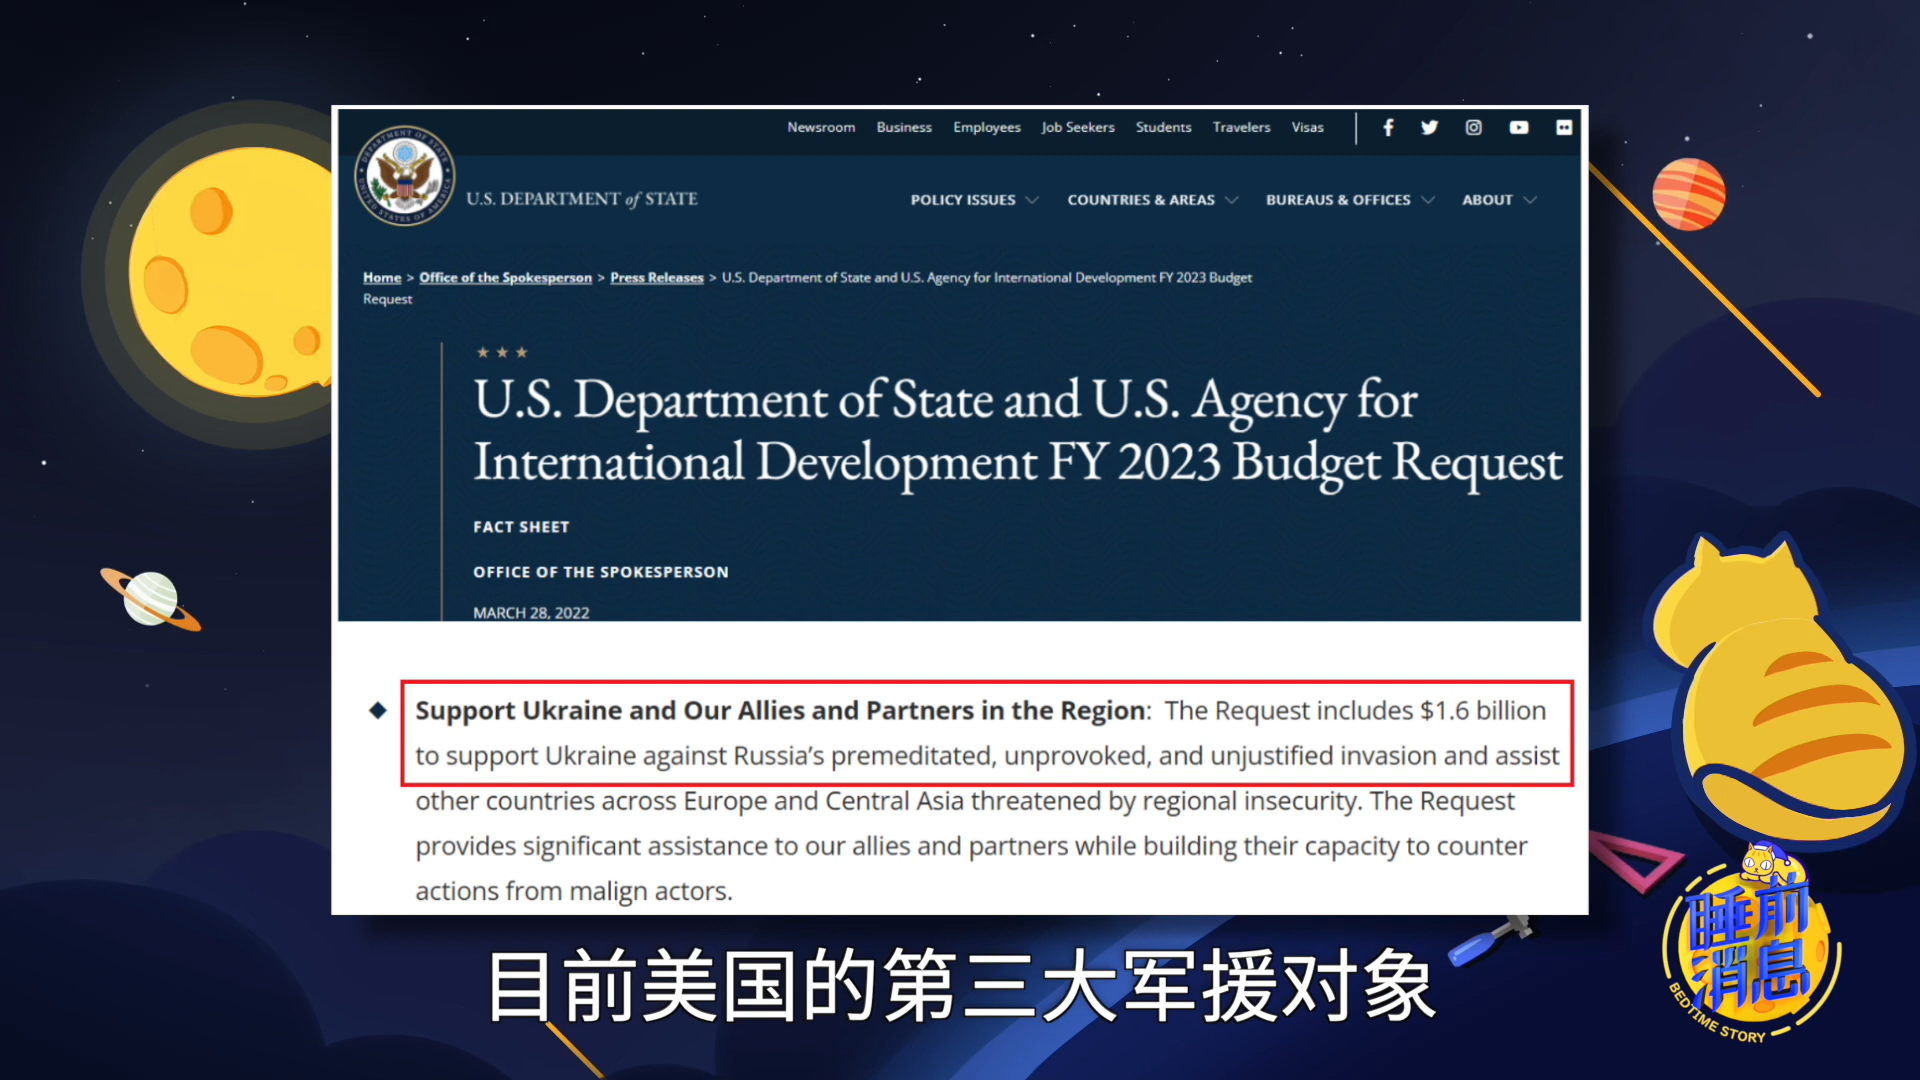 Newsroom Business Employees Job Seekers Students Travelers Visas
U.S. DEPARTMENT of STATE
POLICY ISSUES COUNTRIES & AREAS BUREAUS & OFFICES ABOUT
Home > Office of the Spokesperson > Press Releases > U.S. Department of State and U.S. Agency for International Development FY 2023 Budget
Request
U.S. Department of State and U.S. Agency for
International Development FY 2023 Budget Request
FACT SHEET
OFFICE OF THE SPOKESPERSON
MARCH 28, 2022
Support Ukraine and Our Allies and Partners in the Region: The Request includes $1.6 billion
to support Ukraine against Russia’s premeditated, unprovoked, and unjustified invasion and assist
other countries across Europe and Central Asia threatened by regional insecurity. The Request
provides significant assistance to our allies and partners while building their capacity to counter
actions from malign actors.
目前美国的第三大军援对象
睡前
消息
BEDTIME STORY